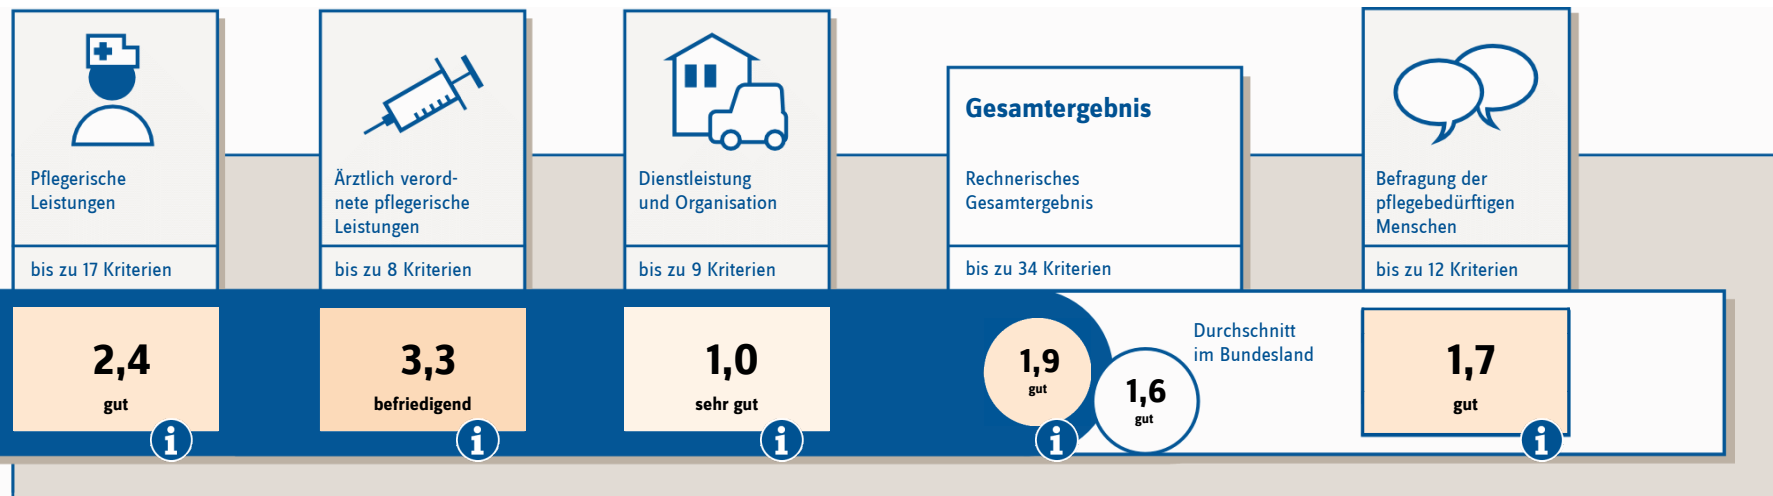 Pflegerische
Leistungen
bis zu 17 Kriterien
2,4
gut
i
Ärztlich verord-
nete pflegerische
Leistungen
bis zu 8 Kriterien
3,3
befriedigend
i
Dienstleistung
und Organisation
bis zu 9 Kriterien
1,0
sehr gut
i
Gesamtergebnis
Rechnerisches
Gesamtergebnis
bis zu 34 Kriterien
1,9
gut
i
1,6
gut
Durchschnitt
im Bundesland
Befragung der
pflegebedürftigen
Menschen
bis zu 12 Kriterien
1,7
gut
i